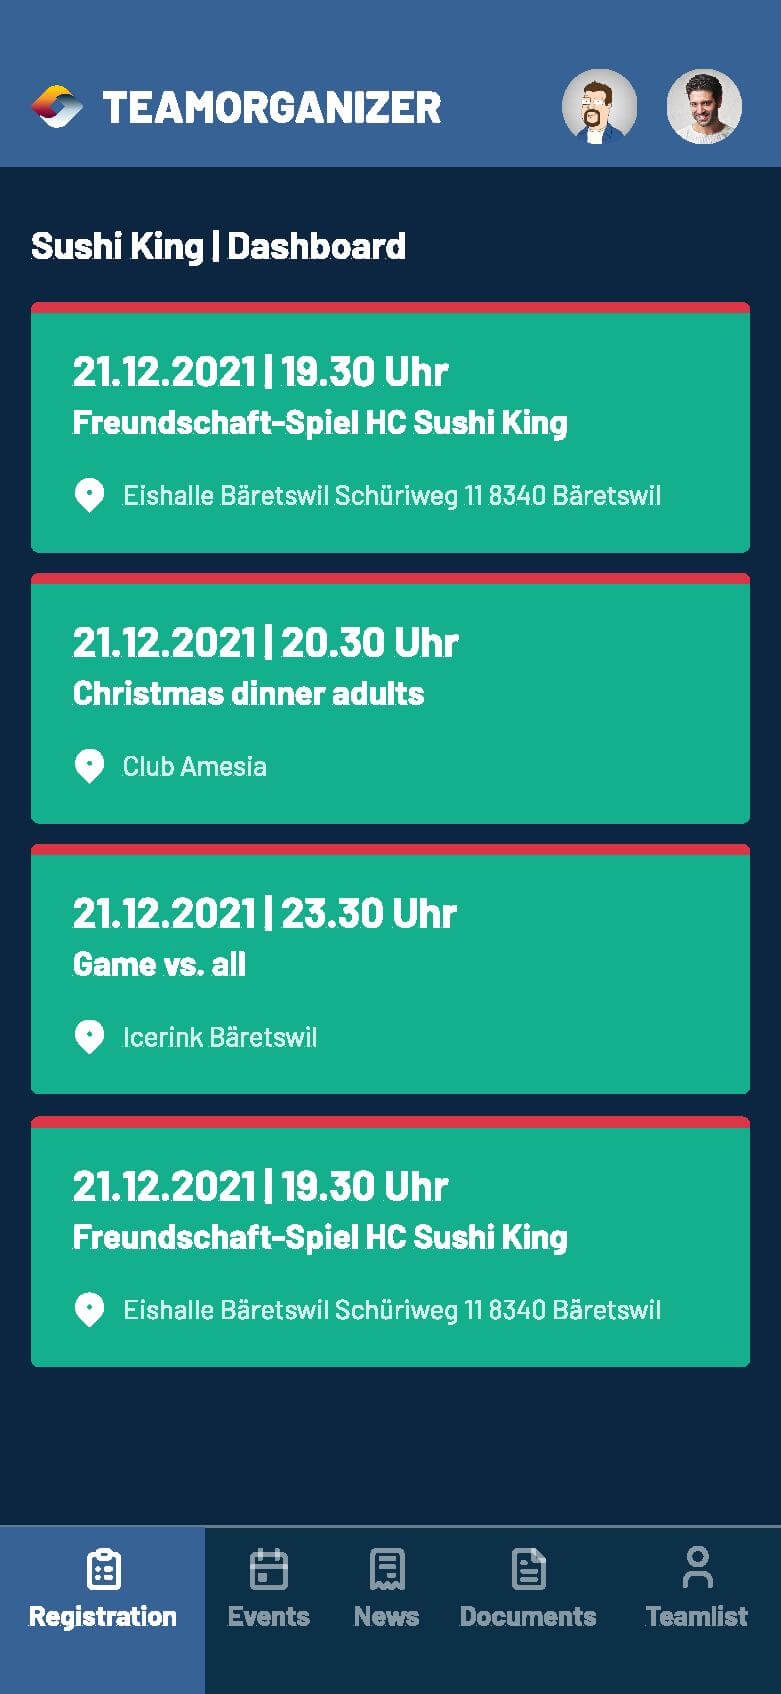 TEAMORGANIZER
Sushi King | Dashboard
21.12.2021 | 19.30 Uhr
Freundschaft-Spiel HC Sushi King
Eishalle Bäretswil Schüriweg 11 8340 Bäretswil
21.12.2021 | 20.30 Uhr
Christmas dinner adults
Club Amesia
21.12.2021 | 23.30 Uhr
Game vs. all
Icerink Bäretswil
21.12.2021 | 19.30 Uhr
Freundschaft-Spiel HC Sushi King
Eishalle Bäretswil Schüriweg 11 8340 Bäretswil
Registration Events News Documents Teamlist